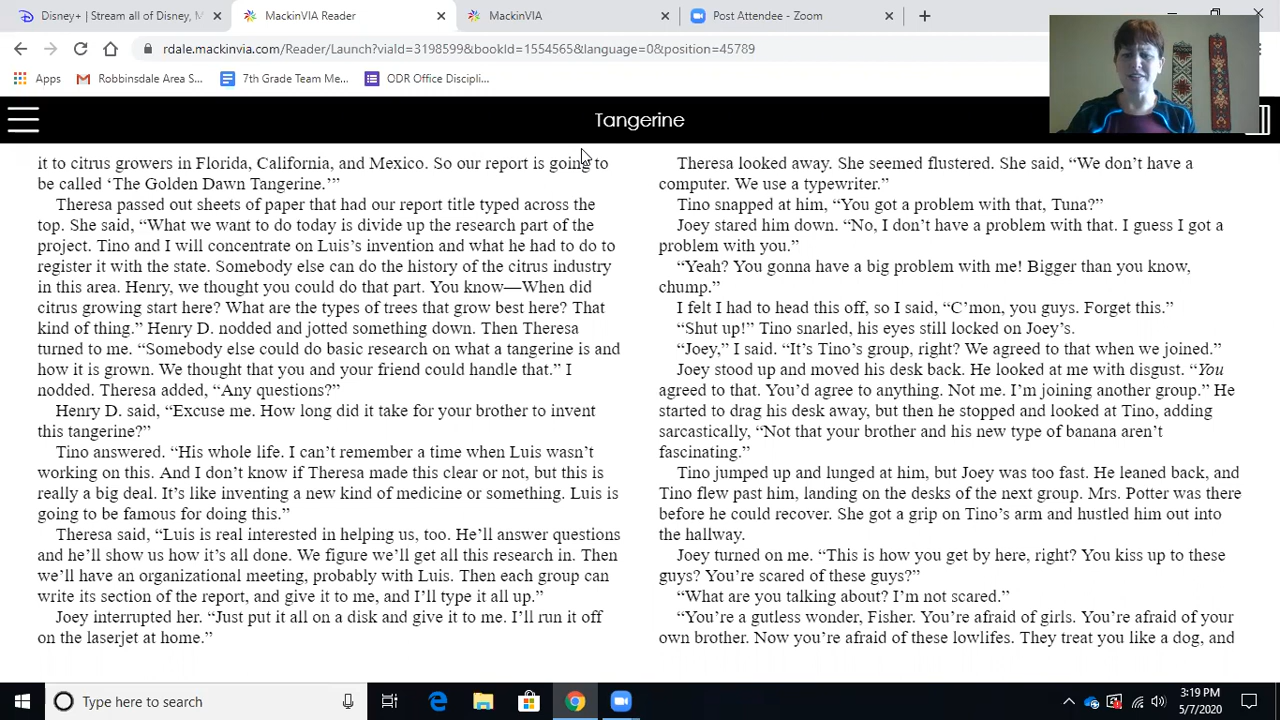 Disney+ | Stream all of Disney, M
MackinVIA Reader
MackinVIA
Post Attendee - Zoom
rdale.mackinvia.com/Reader/Launch?viaId=3198599&bookId=1554565&language=0&position=45789
Apps
Robbinsdale Area S...
7th Grade Team Me...
ODR Office Discipli...
Tangerine
it to citrus growers in Florida, California, and Mexico. So our report is going to
be called ‘The Golden Dawn Tangerine.’”
Theresa passed out sheets of paper that had our report title typed across the
top. She said, “What we want to do today is divide up the research part of the
project. Tino and I will concentrate on Luis’s invention and what he had to do to
register it with the state. Somebody else can do the history of the citrus industry
in this area. Henry, we thought you could do that part. You know—When did
citrus growing start here? What are the types of trees that grow best here? That
kind of thing.” Henry D. nodded and jotted something down. Then Theresa
turned to me. “Somebody else could do basic research on what a tangerine is and
how it is grown. We thought that you and your friend could handle that.” I
nodded. Theresa added, “Any questions?”
Henry D. said, “Excuse me. How long did it take for your brother to invent
this tangerine?”
Tino answered. “His whole life. I can’t remember a time when Luis wasn’t
working on this. And I don’t know if Theresa made this clear or not, but this is
really a big deal. It’s like inventing a new kind of medicine or something. Luis is
going to be famous for doing this.”
Theresa said, “Luis is real interested in helping us, too. He’ll answer questions
and he’ll show us how it’s all done. We figure we’ll get all this research in. Then
we’ll have an organizational meeting, probably with Luis. Then each group can
write its section of the report, and give it to me, and I’ll type it all up.”
Joey interrupted her. “Just put it all on a disk and give it to me. I’ll run it off
on the laserjet at home.”
Theresa looked away. She seemed flustered. She said, “We don’t have a
computer. We use a typewriter.”
Tino snapped at him, “You got a problem with that, Tuna?”
Joey stared him down. “No, I don’t have a problem with that. I guess I got a
problem with you.”
“Yeah? You gonna have a big problem with me! Bigger than you know,
chump.”
I felt I had to head this off, so I said, “C’mon, you guys. Forget this.”
“Shut up!” Tino snarled, his eyes still locked on Joey’s.
“Joey,” I said. “It’s Tino’s group, right? We agreed to that when we joined.”
Joey stood up and moved his desk back. He looked at me with disgust. “You
agreed to that. You’d agree to anything. Not me. I’m joining another group.” He
started to drag his desk away, but then he stopped and looked at Tino, adding
sarcastically, “Not that your brother and his new type of banana aren’t
fascinating.”
Tino jumped up and lunged at him, but Joey was too fast. He leaned back, and
Tino flew past him, landing on the desks of the next group. Mrs. Potter was there
before he could recover. She got a grip on Tino’s arm and hustled him out into
the hallway.
Joey turned on me. “This is how you get by here, right? You kiss up to these
guys? You’re scared of these guys?”
“What are you talking about? I’m not scared.”
“You’re a gutless wonder, Fisher. You’re afraid of girls. You’re afraid of your
own brother. Now you’re afraid of these lowlifes. They treat you like a dog, and
Type here to search
3:19 PM
5/7/2020